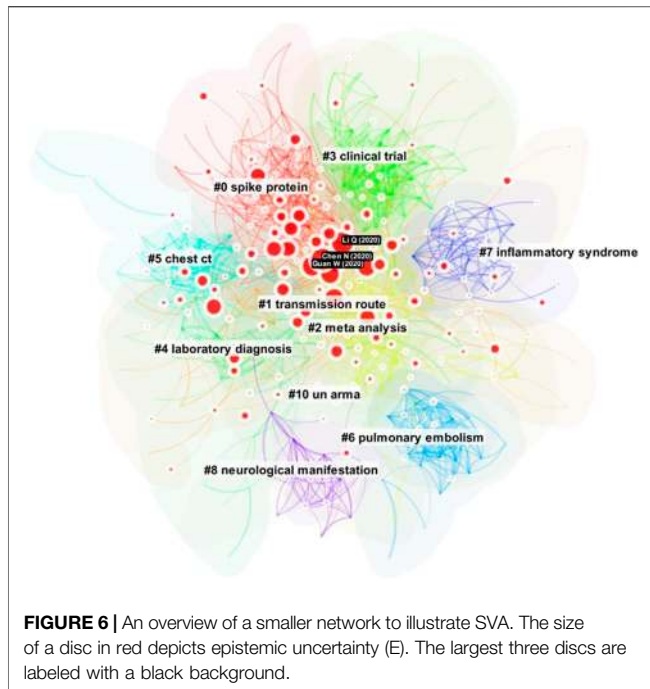 #3 clinical trial
#0 spike protein
Li Q (2020)
#7 inflammatory syndrome
Chen N (2020)
#5 chest ct
Guan W (2020)
#1 transmission route
#2 meta analysis
#4 laboratory diagnosis
#10 un arma
#6 pulmonary embolism
#8 neurological manifestation
FIGURE 6 | An overview of a smaller network to illustrate SVA. The size
of a disc in red depicts epistemic uncertainty (E). The largest three discs are
labeled with a black background.